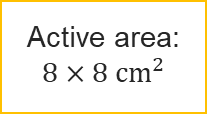 Active area:
8 × 8 cm²